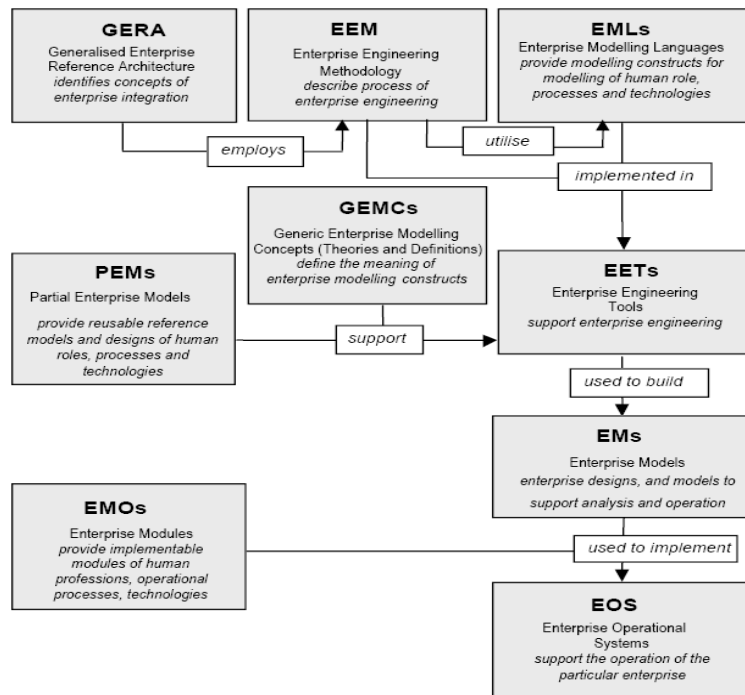 GERA
Generalised Enterprise
Reference Architecture
identifies concepts of
enterprise integration
EEM
Enterprise Engineering
Methodology
describe process of
enterprise engineering
EMLs
Enterprise Modelling Languages
provide modelling constructs for
modelling of human role,
processes and technologies
employs
utilise
implemented in
GEMCs
Generic Enterprise Modelling
Concepts (Theories and Definitions)
define the meaning of
enterprise modelling constructs
PEMs
Partial Enterprise Models
provide reusable reference
models and designs of human
roles, processes and
technologies
EETs
Enterprise Engineering
Tools
support enterprise engineering
support
used to build
EMs
Enterprise Models
enterprise designs, and models to
support analysis and operation
EMOs
Enterprise Modules
provide implementable
modules of human
professions, operational
processes, technologies
used to implement
EOS
Enterprise Operational
Systems
support the operation of the
particular enterprise